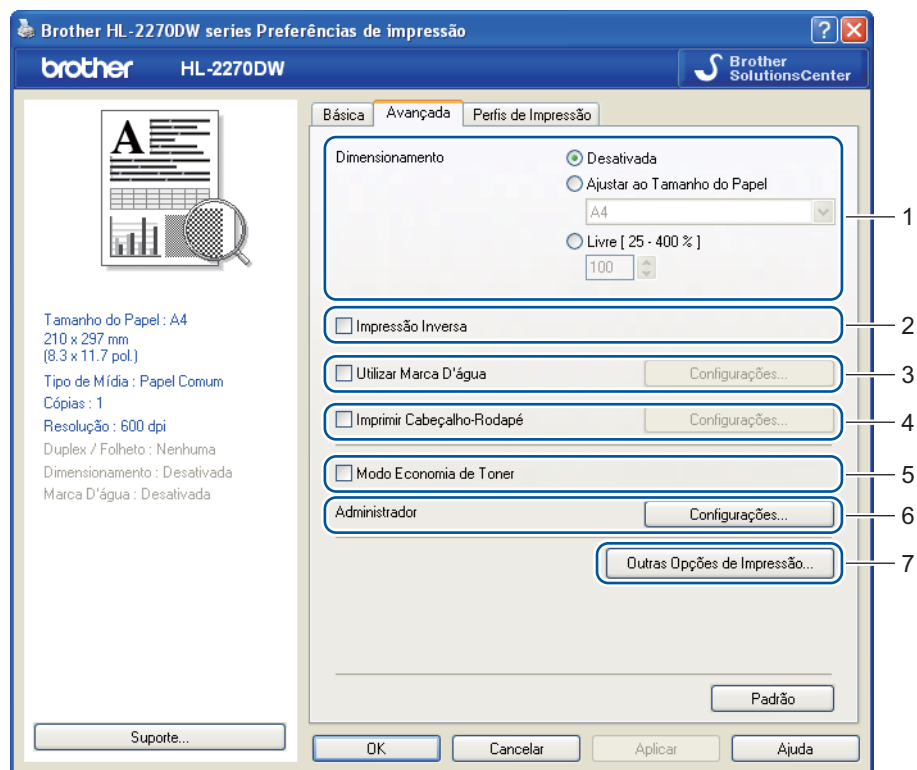 Brother HL-2270DW series Preferências de impressão
brother HL-2270DW
Brother
SolutionsCenter
A
Tamanho do Papel : A4
210 x 297 mm
(8.3 x 11.7 pol.)
Tipo de Mídia : Papel Comum
Cópias : 1
Resolução : 600 dpi
Duplex / Folheto : Nenhuma
Dimensionamento : Desativada
Marca D'água : Desativada
Suporte...
Básica Avançada Perfis de Impressão
Dimensionamento
Desativada
Ajustar ao Tamanho do Papel
A4
Livre [ 25 - 400 % ]
100
1
Impressão Inversa
2
Utilizar Marca D'água Configurações...
3
Imprimir Cabeçalho-Rodapé Configurações...
4
Modo Economia de Toner
5
Administrador Configurações...
6
Outras Opções de Impressão...
7
Padrão
OK Cancelar Aplicar Ajuda